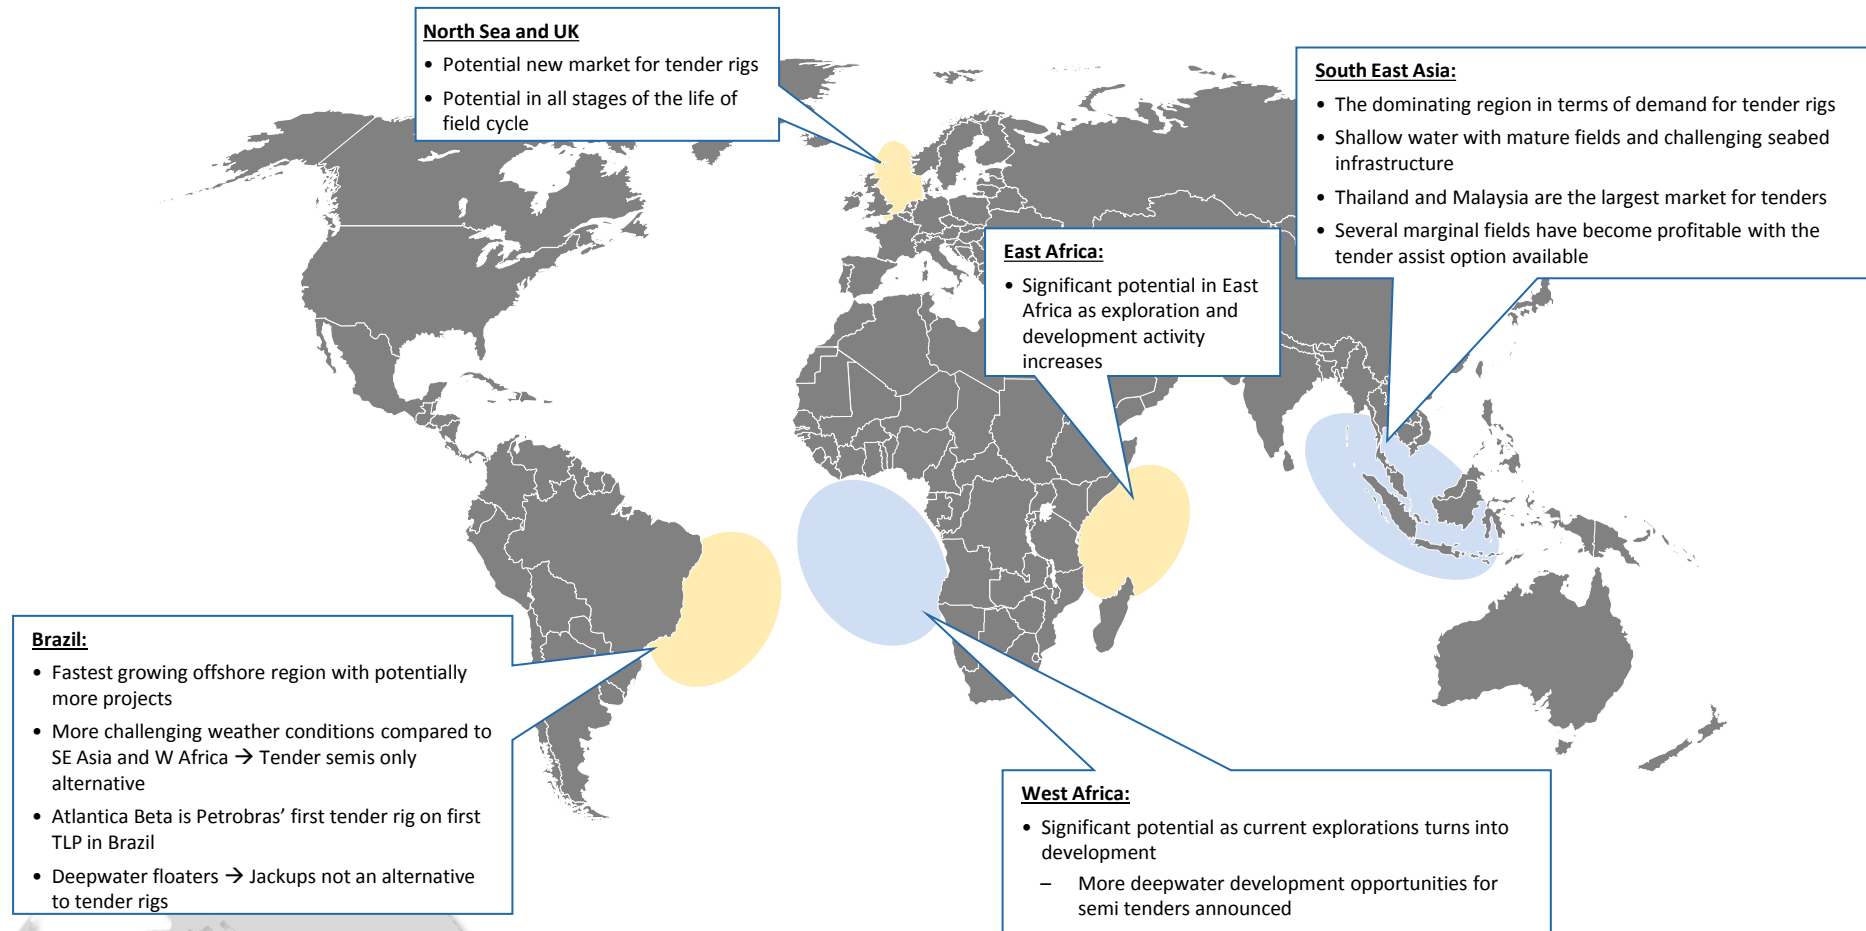 North Sea and UK
• Potential new market for tender rigs
• Potential in all stages of the life of
field cycle
South East Asia:
• The dominating region in terms of demand for tender rigs
• Shallow water with mature fields and challenging seabed
infrastructure
• Thailand and Malaysia are the largest market for tenders
• Several marginal fields have become profitable with the
tender assist option available
East Africa:
• Significant potential in East
Africa as exploration and
development activity
increases
Brazil:
• Fastest growing offshore region with potentially
more projects
• More challenging weather conditions compared to
SE Asia and W Africa → Tender semis only
alternative
• Atlantica Beta is Petrobras’ first tender rig on first
TLP in Brazil
• Deepwater floaters → Jackups not an alternative
to tender rigs
West Africa:
• Significant potential as current explorations turns into
development
– More deepwater development opportunities for
semi tenders announced